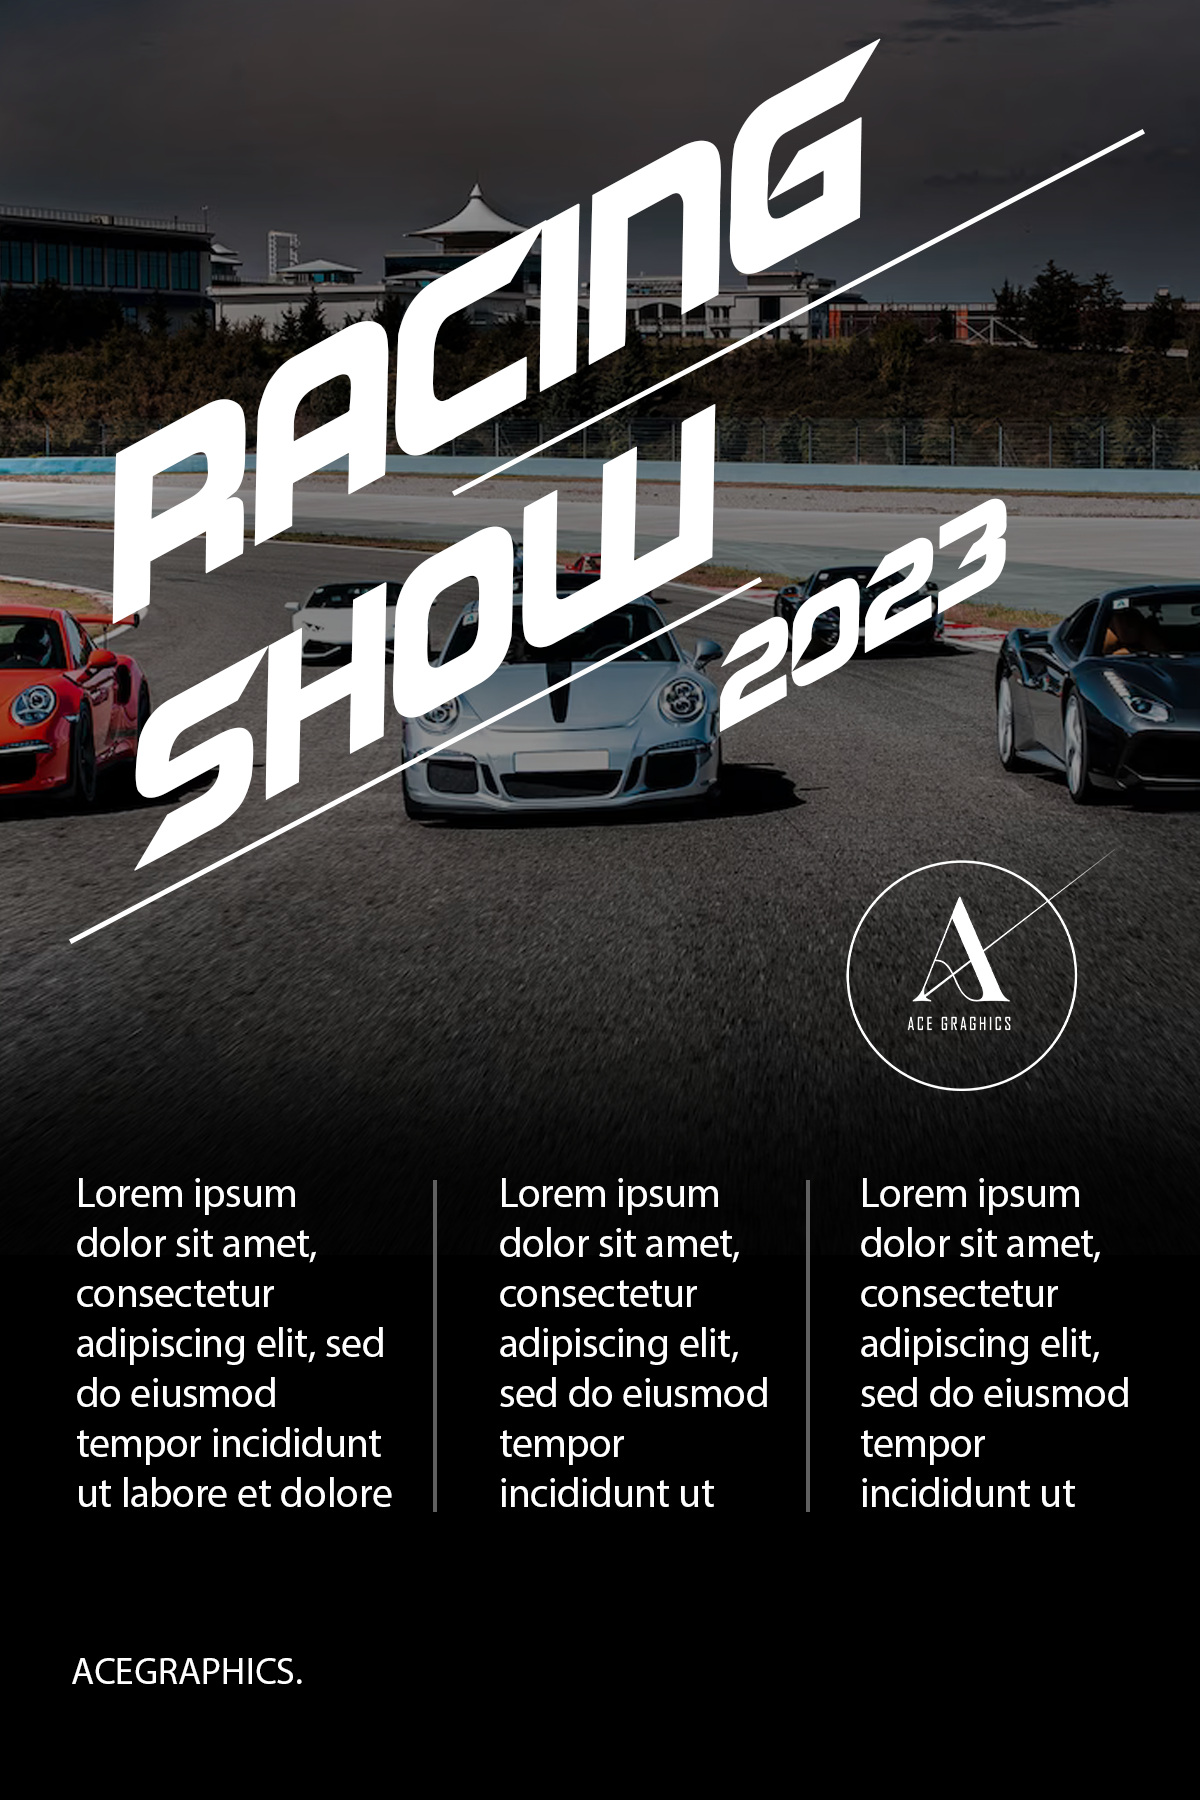 RACING
SHOW
2023
ACE GRAGHICS
Lorem ipsum
dolor sit amet,
consectetur
adipiscing elit, sed
do eiusmod
tempor incididunt
ut labore et dolore
Lorem ipsum
dolor sit amet,
consectetur
adipiscing elit,
sed do eiusmod
tempor
incididunt ut
Lorem ipsum
dolor sit amet,
consectetur
adipiscing elit,
sed do eiusmod
tempor
incididunt ut
ACEGRAPHICS.